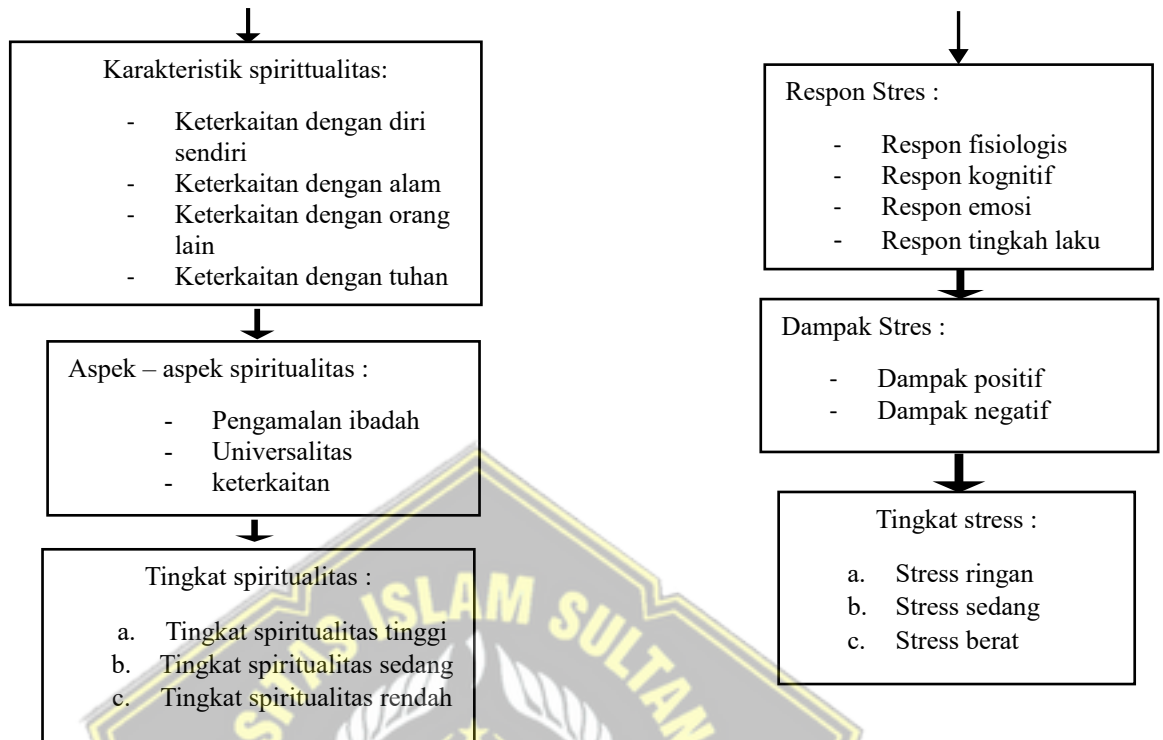 Karakteristik spirittualitas:
- Keterkaitan dengan diri
sendiri
- Keterkaitan dengan alam
- Keterkaitan dengan orang
lain
- Keterkaitan dengan tuhan
Aspek – aspek spiritualitas :
- Pengamalan ibadah
- Universalitas
- keterkaitan
Tingkat spiritualitas :
a. Tingkat spiritualitas tinggi
b. Tingkat spiritualitas sedang
c. Tingkat spiritualitas rendah
Respon Stres :
- Respon fisiologis
- Respon kognitif
- Respon emosi
- Respon tingkah laku
Dampak Stres :
- Dampak positif
- Dampak negatif
Tingkat stress :
a. Stress ringan
b. Stress sedang
c. Stress berat
SITAS ISLAM SULTAN